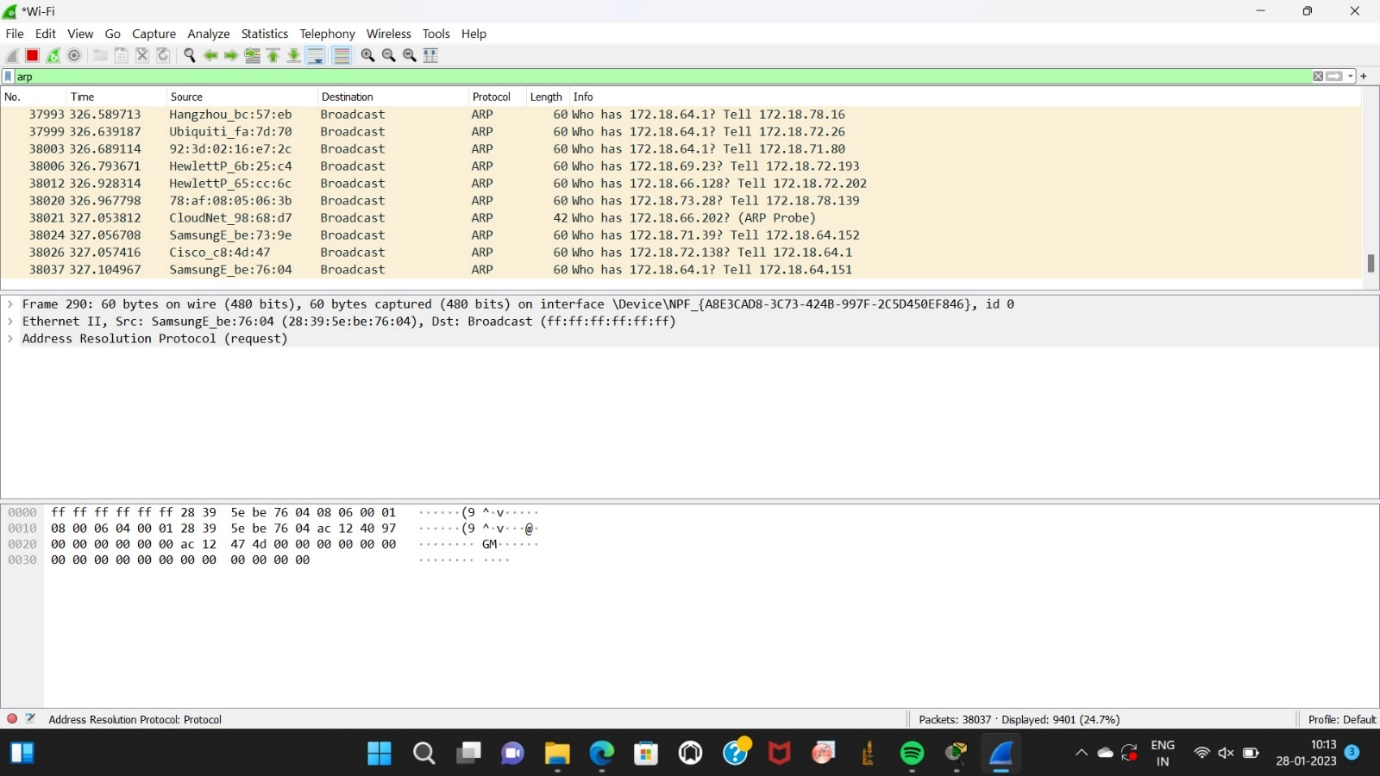 *Wi-Fi
File Edit View Go Capture Analyze Statistics Telephony Wireless Tools Help
arp
No. Time Source Destination Protocol Length Info
37993 326.589713 Hangzhou_bc:57:eb Broadcast ARP 60 Who has 172.18.64.1? Tell 172.18.78.16
37999 326.639187 Ubiquiti_fa:7d:70 Broadcast ARP 60 Who has 172.18.64.1? Tell 172.18.72.26
38003 326.689114 92:3d:02:16:e7:2c Broadcast ARP 60 Who has 172.18.64.1? Tell 172.18.71.80
38006 326.793671 HewlettP_6b:25:c4 Broadcast ARP 60 Who has 172.18.69.23? Tell 172.18.72.193
38012 326.928314 HewlettP_65:cc:6c Broadcast ARP 60 Who has 172.18.66.128? Tell 172.18.72.202
38020 326.967798 78:af:08:05:06:3b Broadcast ARP 60 Who has 172.18.73.28? Tell 172.18.78.139
38021 327.053812 CloudNet_98:68:d7 Broadcast ARP 42 Who has 172.18.66.202? (ARP Probe)
38024 327.056708 SamsungE_be:73:9e Broadcast ARP 60 Who has 172.18.71.39? Tell 172.18.64.152
38026 327.057416 Cisco_c8:4d:47 Broadcast ARP 60 Who has 172.18.72.138? Tell 172.18.64.1
38037 327.104967 SamsungE_be:76:04 Broadcast ARP 60 Who has 172.18.64.1? Tell 172.18.64.151
Frame 290: 60 bytes on wire (480 bits), 60 bytes captured (480 bits) on interface \Device\NPF_{A8E3CAD8-3C73-424B-997F-2C5D450EF846}, id 0
Ethernet II, Src: SamsungE_be:76:04 (28:39:5e:be:76:04), Dst: Broadcast (ff:ff:ff:ff:ff:ff)
Address Resolution Protocol (request)
0000 ff ff ff ff ff ff 28 39 5e be 76 04 08 06 00 01 ······(9 ^·v·····
0010 08 00 06 04 00 01 28 39 5e be 76 04 ac 12 40 97 ······(9 ^·v···@·
0020 00 00 00 00 00 00 ac 12 47 4d 00 00 00 00 00 00 ········ GM······
0030 00 00 00 00 00 00 00 00 00 00 00 00 ········ ····
Address Resolution Protocol: Protocol Packets: 38037 · Displayed: 9401 (24.7%) Profile: Default
ENG IN 10:13 28-01-2023 3